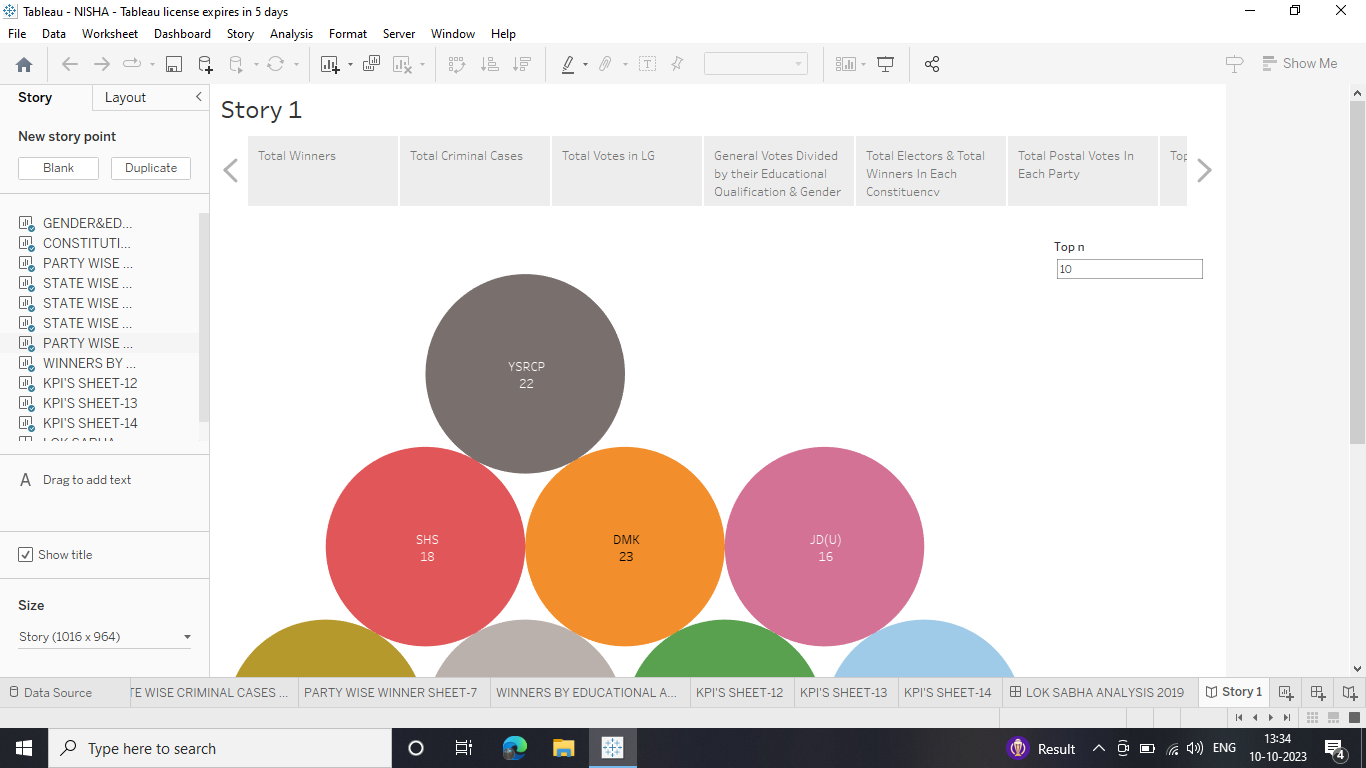 Tableau - NISHA - Tableau license expires in 5 days
File Data Worksheet Dashboard Story Analysis Format Server Window Help
Show Me
Story Layout
New story point
Blank Duplicate
GENDER&ED...
CONSTITUTI...
PARTY WISE ...
STATE WISE ...
STATE WISE ...
STATE WISE ...
PARTY WISE ...
WINNERS BY ...
KPI'S SHEET-12
KPI'S SHEET-13
KPI'S SHEET-14
LOK SABHA
A Drag to add text
Show title
Size
Story (1016 x 964)
Story 1
Total Winners
Total Criminal Cases
Total Votes in LG
General Votes Divided
by their Educational
Qualification & Gender
Total Electors & Total
Winners In Each
Constituency
Total Postal Votes In
Each Party
Top
Top n
10
YSRCP
22
SHS
18
DMK
23
JD(U)
16
Data Source TE WISE CRIMINAL CASES ... PARTY WISE WINNER SHEET-7 WINNERS BY EDUCATIONAL A... KPI'S SHEET-12 KPI'S SHEET-13 KPI'S SHEET-14 LOK SABHA ANALYSIS 2019 Story 1
Type here to search
Result
ENG
13:34
10-10-2023
4